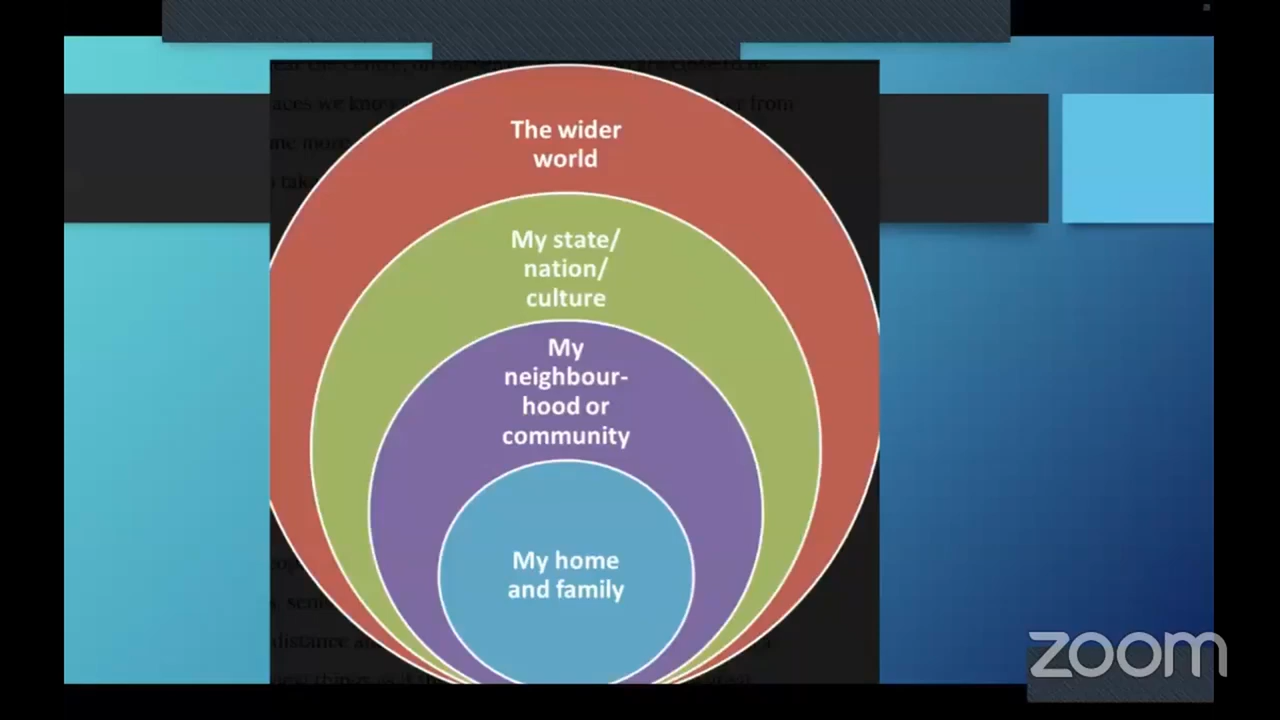 The wider
world
My state/
nation/
culture
My
neighbour-
hood or
community
My home
and family
zoom